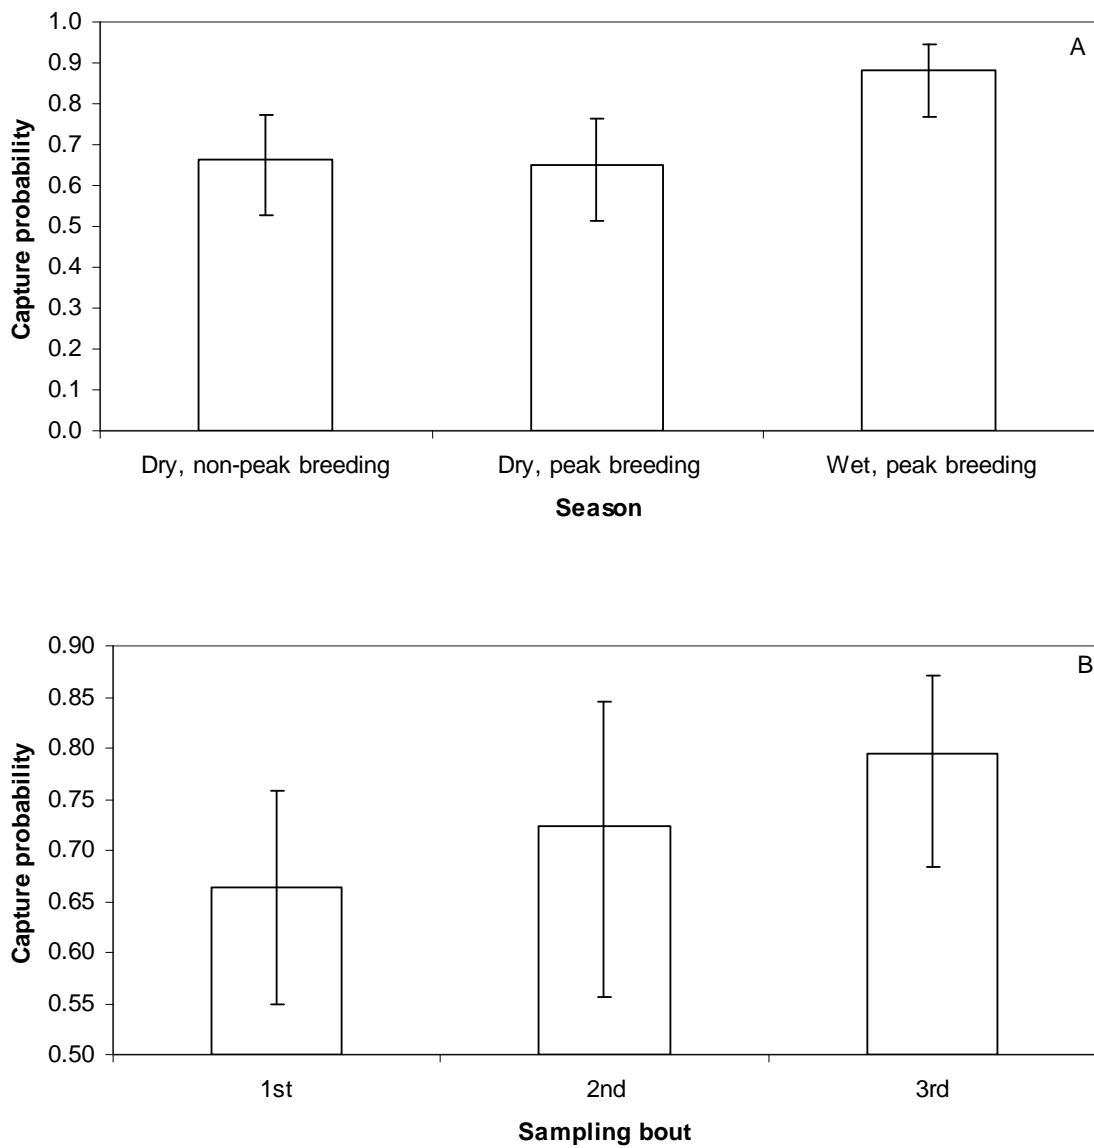 A
Capture probability
1.0
0.9
0.8
0.7
0.6
0.5
0.4
0.3
0.2
0.1
0.0
Dry, non-peak breeding
Dry, peak breeding
Wet, peak breeding
Season
B
Capture probability
0.90
0.85
0.80
0.75
0.70
0.65
0.60
0.55
0.50
1st
2nd
3rd
Sampling bout